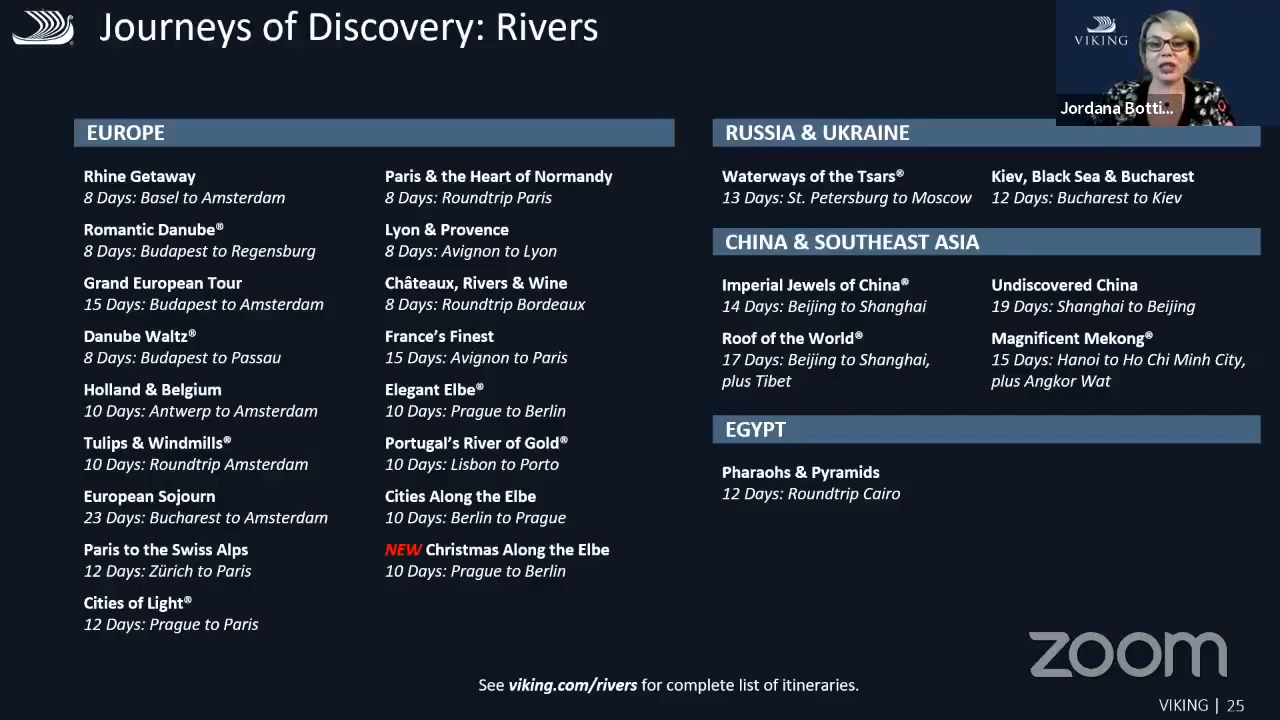 Journeys of Discovery: Rivers
VIKING
Jordana Botti...
EUROPE
Rhine Getaway
8 Days: Basel to Amsterdam
Romantic Danube®
8 Days: Budapest to Regensburg
Grand European Tour
15 Days: Budapest to Amsterdam
Danube Waltz®
8 Days: Budapest to Passau
Holland & Belgium
10 Days: Antwerp to Amsterdam
Tulips & Windmills®
10 Days: Roundtrip Amsterdam
European Sojourn
23 Days: Bucharest to Amsterdam
Paris to the Swiss Alps
12 Days: Zürich to Paris
Cities of Light®
12 Days: Prague to Paris
Paris & the Heart of Normandy
8 Days: Roundtrip Paris
Lyon & Provence
8 Days: Avignon to Lyon
Châteaux, Rivers & Wine
8 Days: Roundtrip Bordeaux
France’s Finest
15 Days: Avignon to Paris
Elegant Elbe®
10 Days: Prague to Berlin
Portugal’s River of Gold®
10 Days: Lisbon to Porto
Cities Along the Elbe
10 Days: Berlin to Prague
NEW Christmas Along the Elbe
10 Days: Prague to Berlin
RUSSIA & UKRAINE
Waterways of the Tsars®
13 Days: St. Petersburg to Moscow
Kiev, Black Sea & Bucharest
12 Days: Bucharest to Kiev
CHINA & SOUTHEAST ASIA
Imperial Jewels of China®
14 Days: Beijing to Shanghai
Roof of the World®
17 Days: Beijing to Shanghai,
plus Tibet
Undiscovered China
19 Days: Shanghai to Beijing
Magnificent Mekong®
15 Days: Hanoi to Ho Chi Minh City,
plus Angkor Wat
EGYPT
Pharaohs & Pyramids
12 Days: Roundtrip Cairo
zoom
See viking.com/rivers for complete list of itineraries.
VIKING | 25